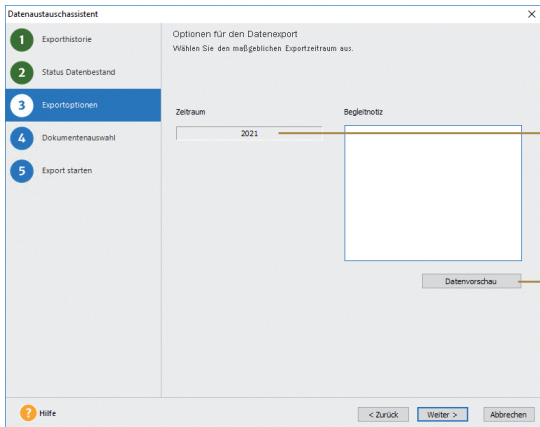 Datenaustauschassistent
1 Exporthistorie
2 Status Datenbestand
3 Exportoptionen
4 Dokumentenauswahl
5 Export starten
Optionen für den Datenexport
Wählen Sie den maßgeblichen Exportzeitraum aus.
Zeitraum
2021
Begleitnotiz
Datenvorschau
? Hilfe
< Zurück
Weiter >
Abbrechen